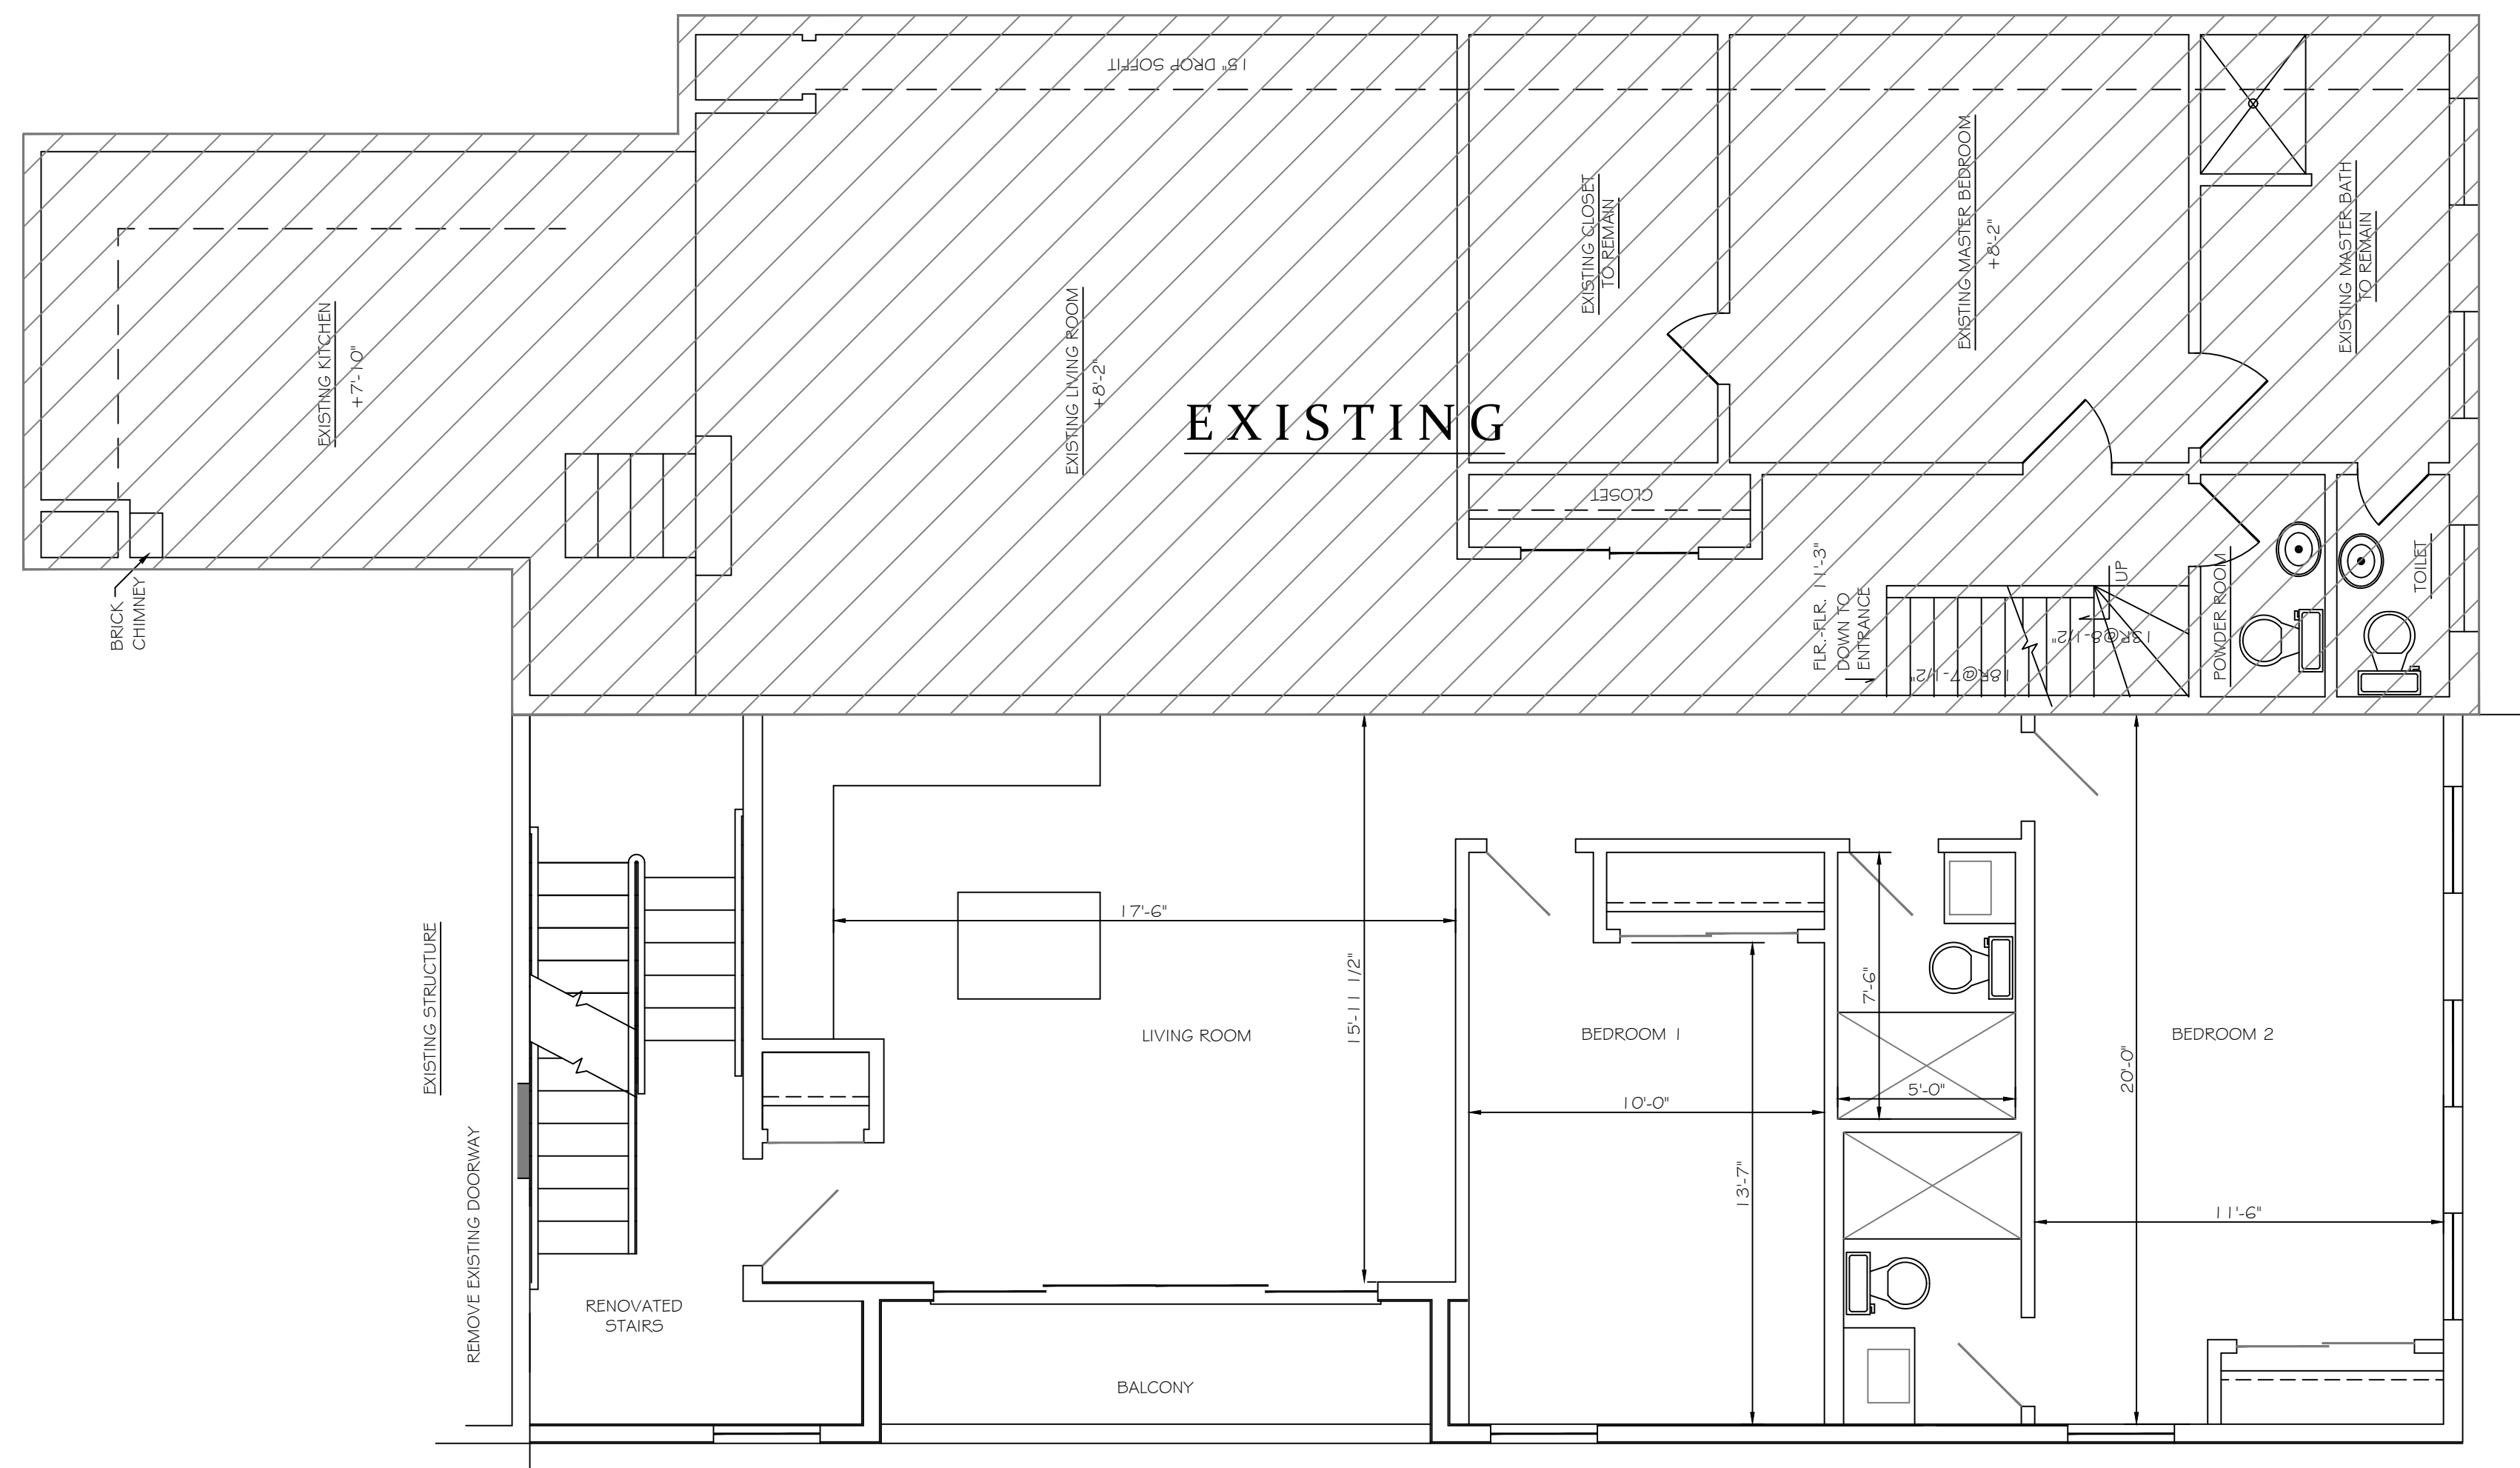 15" DROP SOFFIT
EXISTING KITCHEN
+7'-10"
EXISTING LIVING ROOM
+8'-2"
EXISTING CLOSET
TO REMAIN
EXISTING MASTER BEDROOM
+8'-2"
EXISTING MASTER BATH
TO REMAIN
EXISTING
CLOSET
BRICK
CHIMNEY
FLR.-FLR. 11'-3"
DOWN TO
ENTRANCE
18R@7-1/2"
13R@8-1/2"
UP
POWDER ROOM
TOILET
EXISTING STRUCTURE
REMOVE EXISTING DOORWAY
17'-6"
15'-11 1/2"
LIVING ROOM
BEDROOM 1
7'-6"
5'-0"
10'-0"
13'-7"
20'-0"
BEDROOM 2
11'-6"
RENOVATED
STAIRS
BALCONY